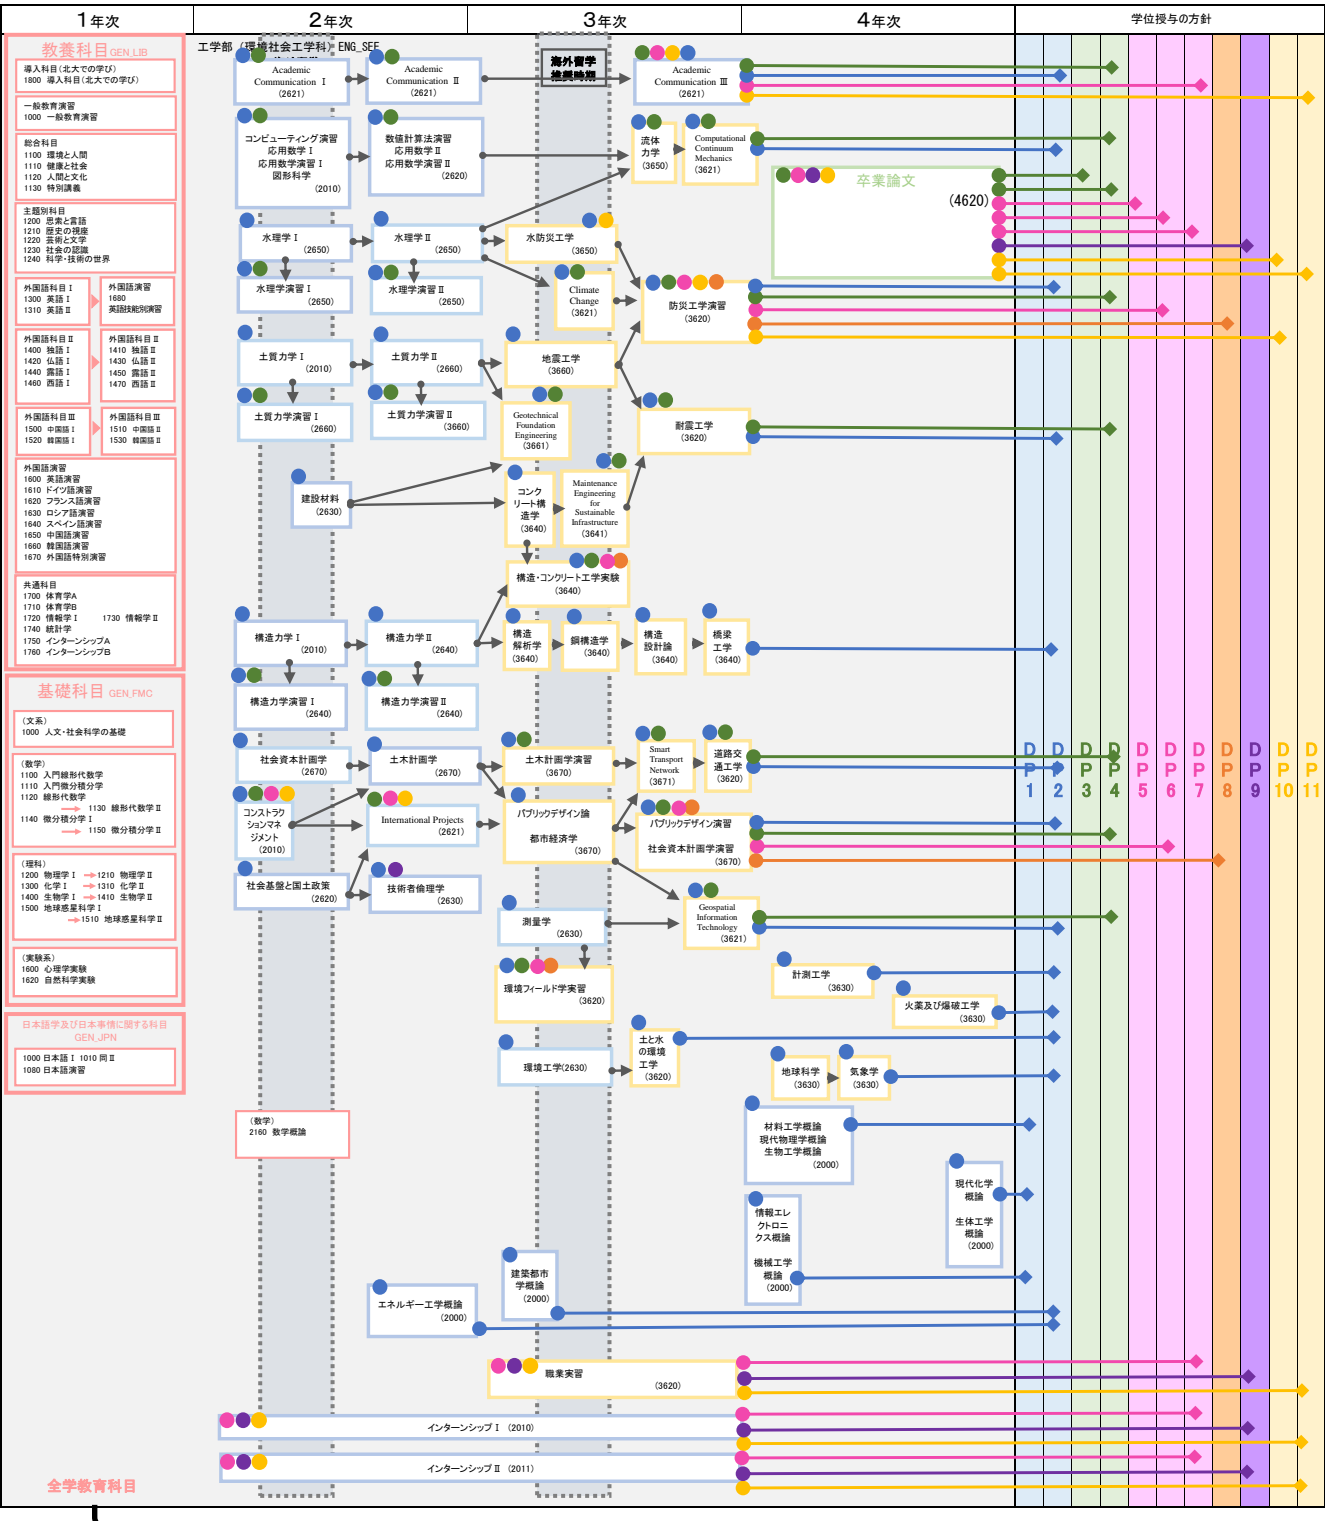 1年次
2年次
3年次
4年次
学位授与の方針
教養科目GEN_LIB
導入科目(北大での学び)
1800 導入科目(北大での学び)
一般教育演習
1000 一般教育演習
総合科目
1100 環境と人間
1110 健康と社会
1120 人間と文化
1130 特別講義
主題別科目
1200 思索と言語
1210 歴史の視座
1220 芸術と文学
1230 社会の認識
1240 科学・技術の世界
外国語科目Ⅰ
1300 英語Ⅰ
1310 英語Ⅱ
外国語演習
1680
英語技能別演習
外国語科目Ⅱ
1400 独語Ⅰ
1420 仏語Ⅰ
1440 露語Ⅰ
1460 西語Ⅰ
外国語科目Ⅱ
1410 独語Ⅱ
1430 仏語Ⅱ
1450 露語Ⅱ
1470 西語Ⅱ
外国語科目Ⅲ
1500 中国語Ⅰ
1520 韓国語Ⅰ
外国語科目Ⅲ
1510 中国語Ⅱ
1530 韓国語Ⅱ
外国語演習
1600 英語演習
1610 ドイツ語演習
1620 フランス語演習
1630 ロシア語演習
1640 スペイン語演習
1650 中国語演習
1660 韓国語演習
1670 外国語特別演習
共通科目
1700 体育学A
1710 体育学B
1720 情報学Ⅰ 1730 情報学Ⅱ
1740 統計学
1750 インターンシップA
1760 インターンシップB
基礎科目 GEN_FMC
(文系)
1000 人文・社会科学の基礎
(数学)
1100 入門線形代数学
1110 入門微分積分学
1120 線形代数学
1130 線形代数学Ⅱ
1140 微分積分学Ⅰ
1150 微分積分学Ⅱ
(理科)
1200 物理学Ⅰ 1210 物理学Ⅱ
1300 化学Ⅰ 1310 化学Ⅱ
1400 生物学Ⅰ 1410 生物学Ⅱ
1500 地球惑星科学Ⅰ
1510 地球惑星科学Ⅱ
(実験系)
1600 心理学実験
1620 自然科学実験
日本語学及び日本事情に関する科目
GEN_JPN
1000 日本語Ⅰ 1010 同Ⅱ
1080 日本語演習
全学教育科目
工学部(環境社会工学科)ENG_SEE
海外留学
推奨時期
Academic
Communication Ⅰ
(2621)
Academic
Communication Ⅱ
(2621)
Academic
Communication Ⅲ
(2621)
コンピューティング演習
応用数学Ⅰ
応用数学演習Ⅰ
図形科学
(2010)
数値計算法演習
応用数学Ⅱ
応用数学演習Ⅱ
(2620)
流体
力学
(3650)
Computational
Continuum
Mechanics
(3621)
卒業論文
(4620)
水理学Ⅰ
(2650)
水理学Ⅱ
(2650)
水防災工学
(3650)
水理学演習Ⅰ
(2650)
水理学演習Ⅱ
(2650)
Climate
Change
(3621)
防災工学演習
(3620)
土質力学Ⅰ
(2010)
土質力学Ⅱ
(2660)
地震工学
(3660)
土質力学演習Ⅰ
(2660)
土質力学演習Ⅱ
(3660)
Geotechnical
Foundation
Engineering
(3661)
耐震工学
(3620)
建設材料
(2630)
コンク
リート構
造学
(3640)
Maintenance
Engineering
for
Sustainable
Infrastructure
(3641)
構造・コンクリート工学実験
(3640)
構造力学Ⅰ
(2010)
構造力学Ⅱ
(2640)
構造
解析学
(3640)
鋼構造学
(3640)
構造
設計論
(3640)
橋梁
工学
(3640)
構造力学演習Ⅰ
(2640)
構造力学演習Ⅱ
(2640)
社会資本計画学
(2670)
土木計画学
(2670)
土木計画学演習
(3670)
Smart
Transport
Network
(3671)
道路交
通工学
(3620)
コンストラク
ションマネ
ジメント
(2010)
International Projects
(2621)
パブリックデザイン論
都市経済学
(3670)
パブリックデザイン演習
社会資本計画学演習
(3670)
社会基盤と国土政策
(2620)
技術者倫理学
(2630)
測量学
(2630)
Geospatial
Information
Technology
(3621)
環境フィールド学実習
(3620)
計測工学
(3630)
火薬及び爆破工学
(3630)
環境工学(2630)
土と水
の環境
工学
(3620)
地球科学
(3630)
気象学
(3630)
(数学)
2160 数学概論
材料工学概論
現代物理学概論
生物工学概論
(2000)
現代化学
概論
生体工学
概論
(2000)
情報エレ
クトロニ
クス概論
機械工学
概論
(2000)
建築都市
学概論
(2000)
エネルギー工学概論
(2000)
職業実習
(3620)
インターンシップⅠ (2010)
インターンシップⅡ (2011)
DP1
DP2
DP3
DP4
DP5
DP6
DP7
DP8
DP9
DP10
DP11